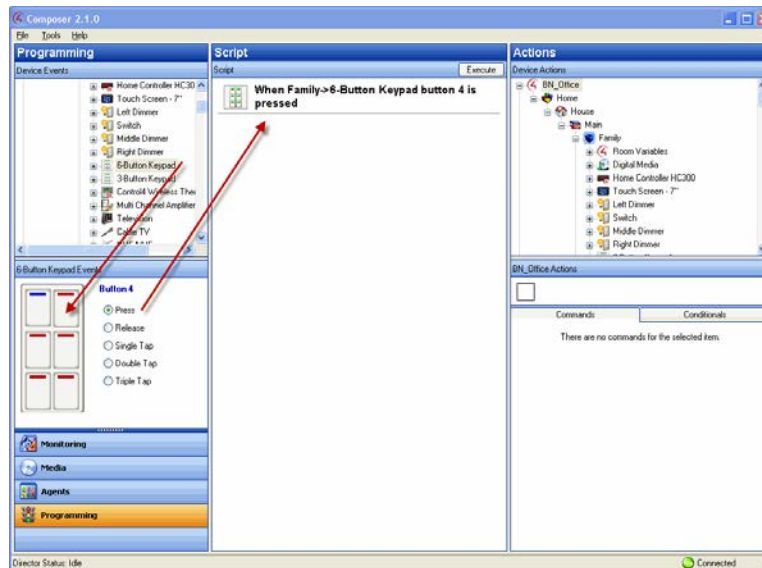 Composer 2.1.0
File Tools Help
Programming
Device Events
Home Controller HC30
Touch Screen - 7"
Left Dimmer
Switch
Middle Dimmer
Right Dimmer
6-Button Keypad
3-Button Keypad
Control4 Wireless Ther
Multi Channel Amplifier
Television
Cable TV
6-Button Keypad Events
Button 4
Press
Release
Single Tap
Double Tap
Triple Tap
Monitoring
Media
Agents
Programming
Director Status: Idle
Script
Script
Execute
When Family->6-Button Keypad button 4 is
pressed
Actions
Device Actions
BN_Office
Home
House
Main
Family
Room Variables
Digital Media
Home Controller HC300
Touch Screen - 7"
Left Dimmer
Switch
Middle Dimmer
Right Dimmer
BN_Office Actions
Commands
Conditionals
There are no commands for the selected item.
Connected